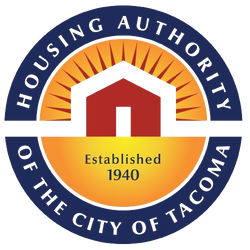 HOUSING AUTHORITY
Established
1940
OF THE CITY OF TACOMA